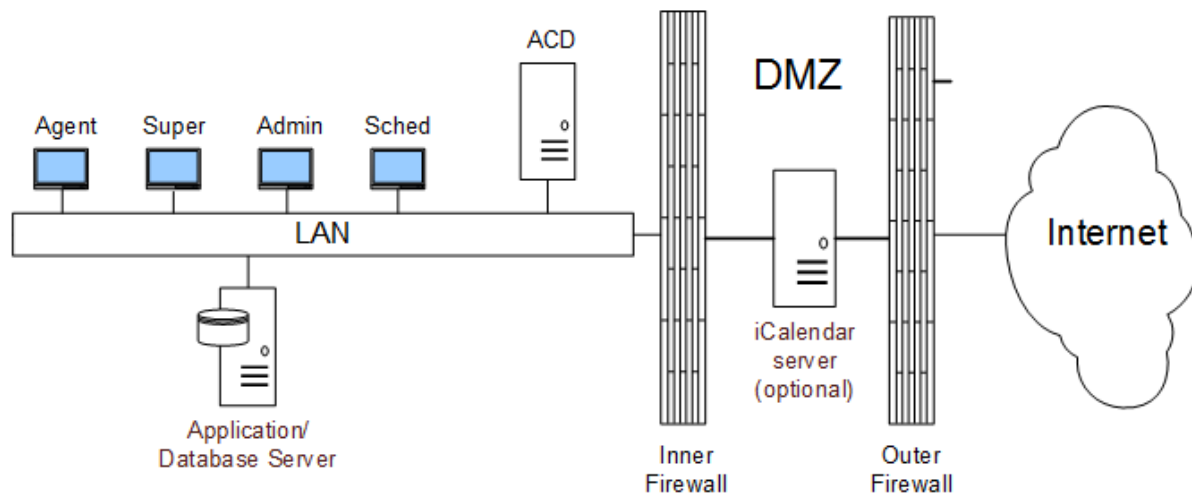 ACD
DMZ
Agent
Super
Admin
Sched
LAN
Internet
iCalendar
server
(optional)
Application/
Database Server
Inner
Firewall
Outer
Firewall